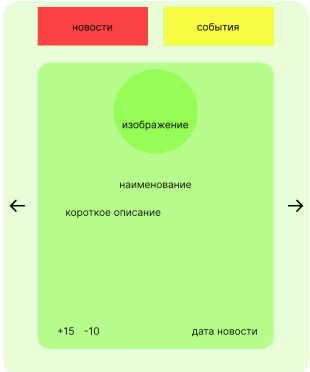 новости
события
изображение
наименование
короткое описание
+15 -10
дата новости